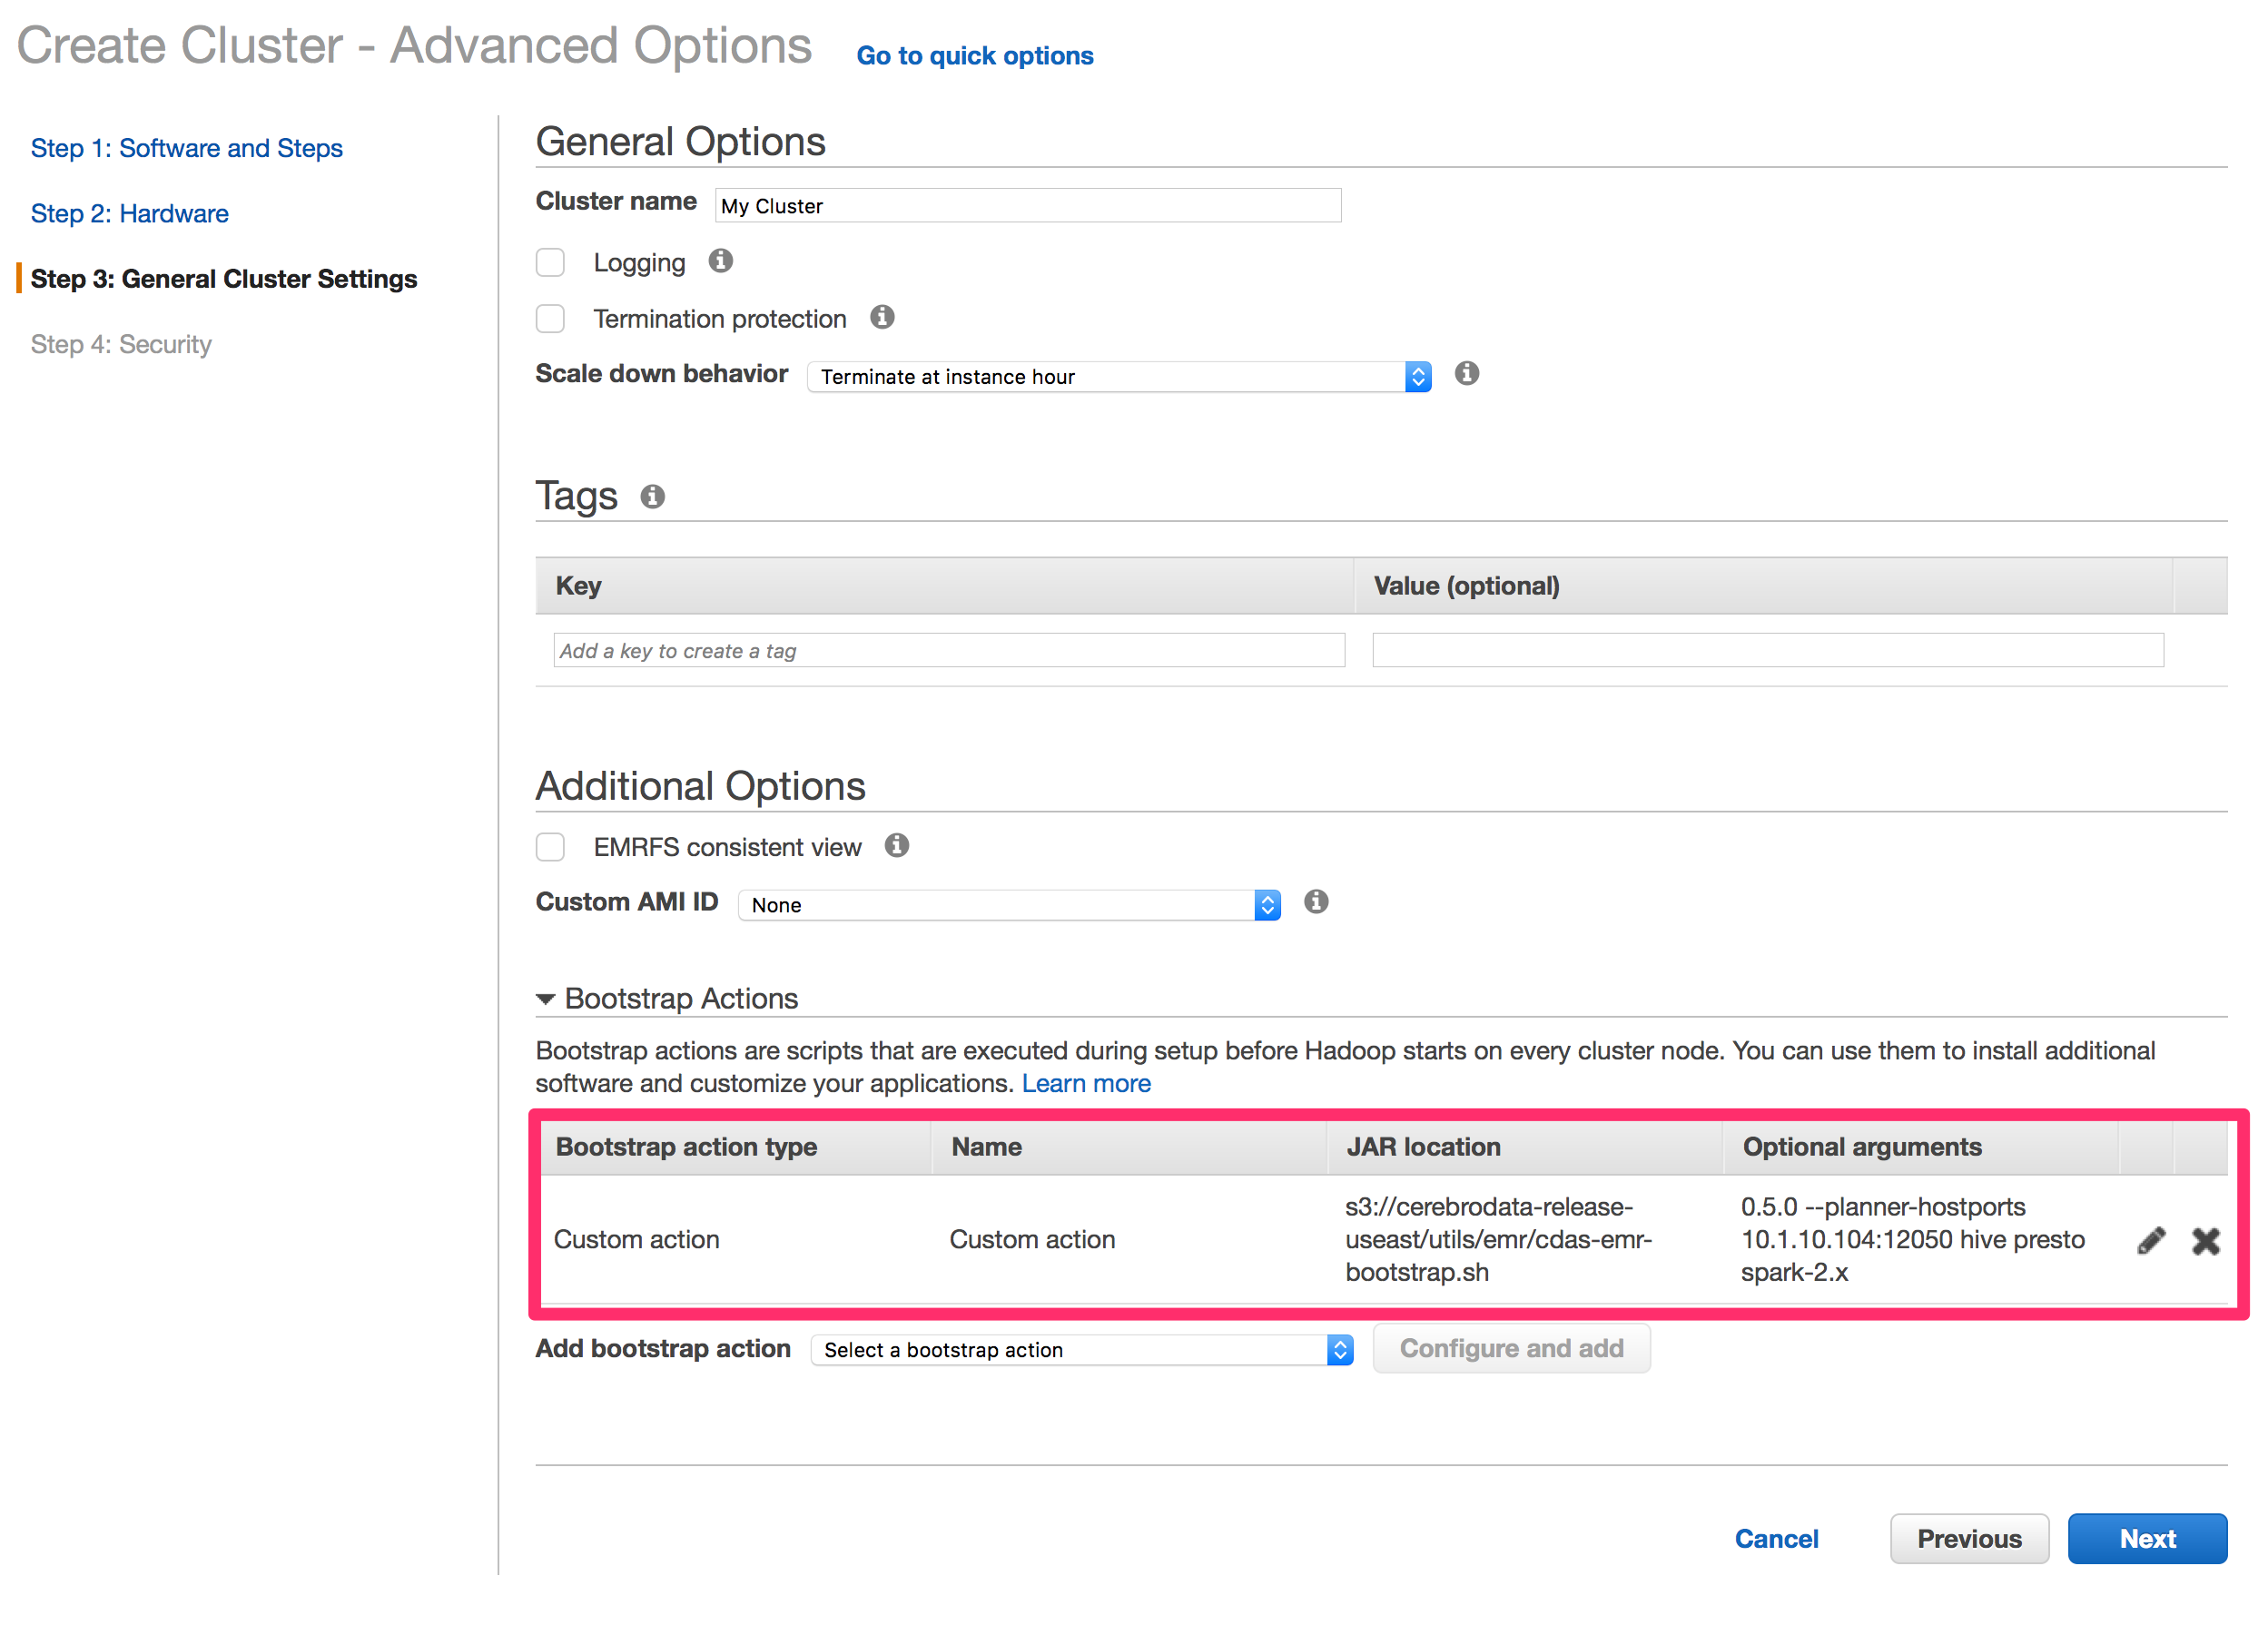 Create Cluster - Advanced Options Go to quick options
Step 1: Software and Steps
Step 2: Hardware
Step 3: General Cluster Settings
Step 4: Security
General Options
Cluster name My Cluster
Logging
Termination protection
Scale down behavior Terminate at instance hour
Tags
Key Value (optional)
Add a key to create a tag
Additional Options
EMRFS consistent view
Custom AMI ID None
Bootstrap Actions
Bootstrap actions are scripts that are executed during setup before Hadoop starts on every cluster node. You can use them to install additional
software and customize your applications. Learn more
Bootstrap action type Name JAR location Optional arguments
Custom action Custom action
s3://cerebrodata-release-
useast/utils/emr/cdas-emr-
bootstrap.sh
0.5.0 --planner-hostports
10.1.10.104:12050 hive presto
spark-2.x
Add bootstrap action Select a bootstrap action Configure and add
Cancel Previous Next